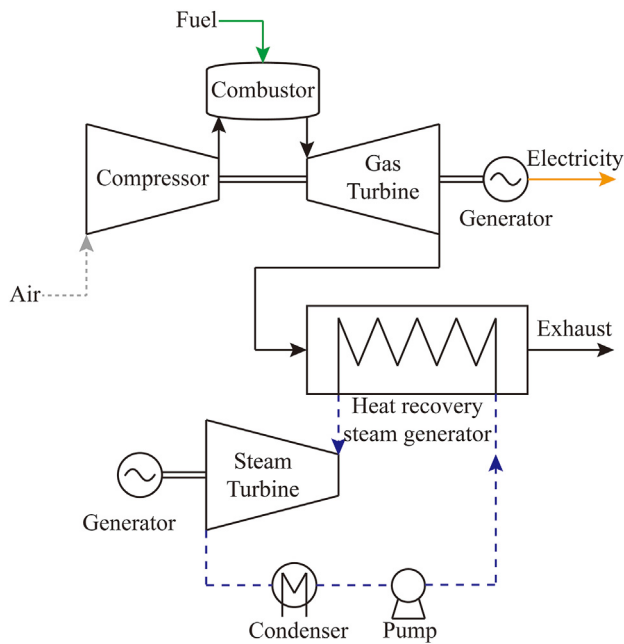 Fuel
Combustor
Compressor
Gas
Turbine
Electricity
Generator
Air
Exhaust
Heat recovery
steam generator
Steam
Turbine
Generator
Condenser
Pump